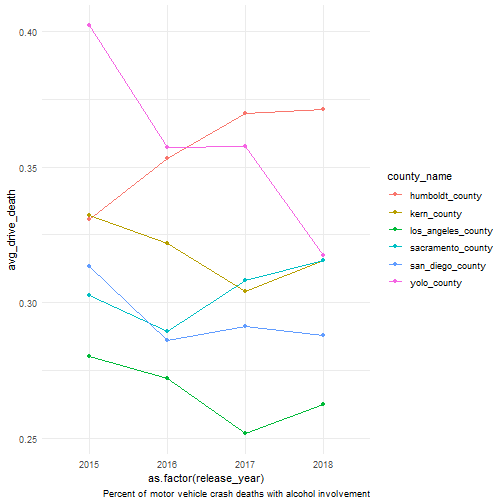 0.40
0.35
0.30
0.25
avg_drive_death
2015 2016 2017 2018
as.factor(release_year)
Percent of motor vehicle crash deaths with alcohol involvement
county_name
humboldt_county
kern_county
los_angeles_county
sacramento_county
san_diego_county
yolo_county